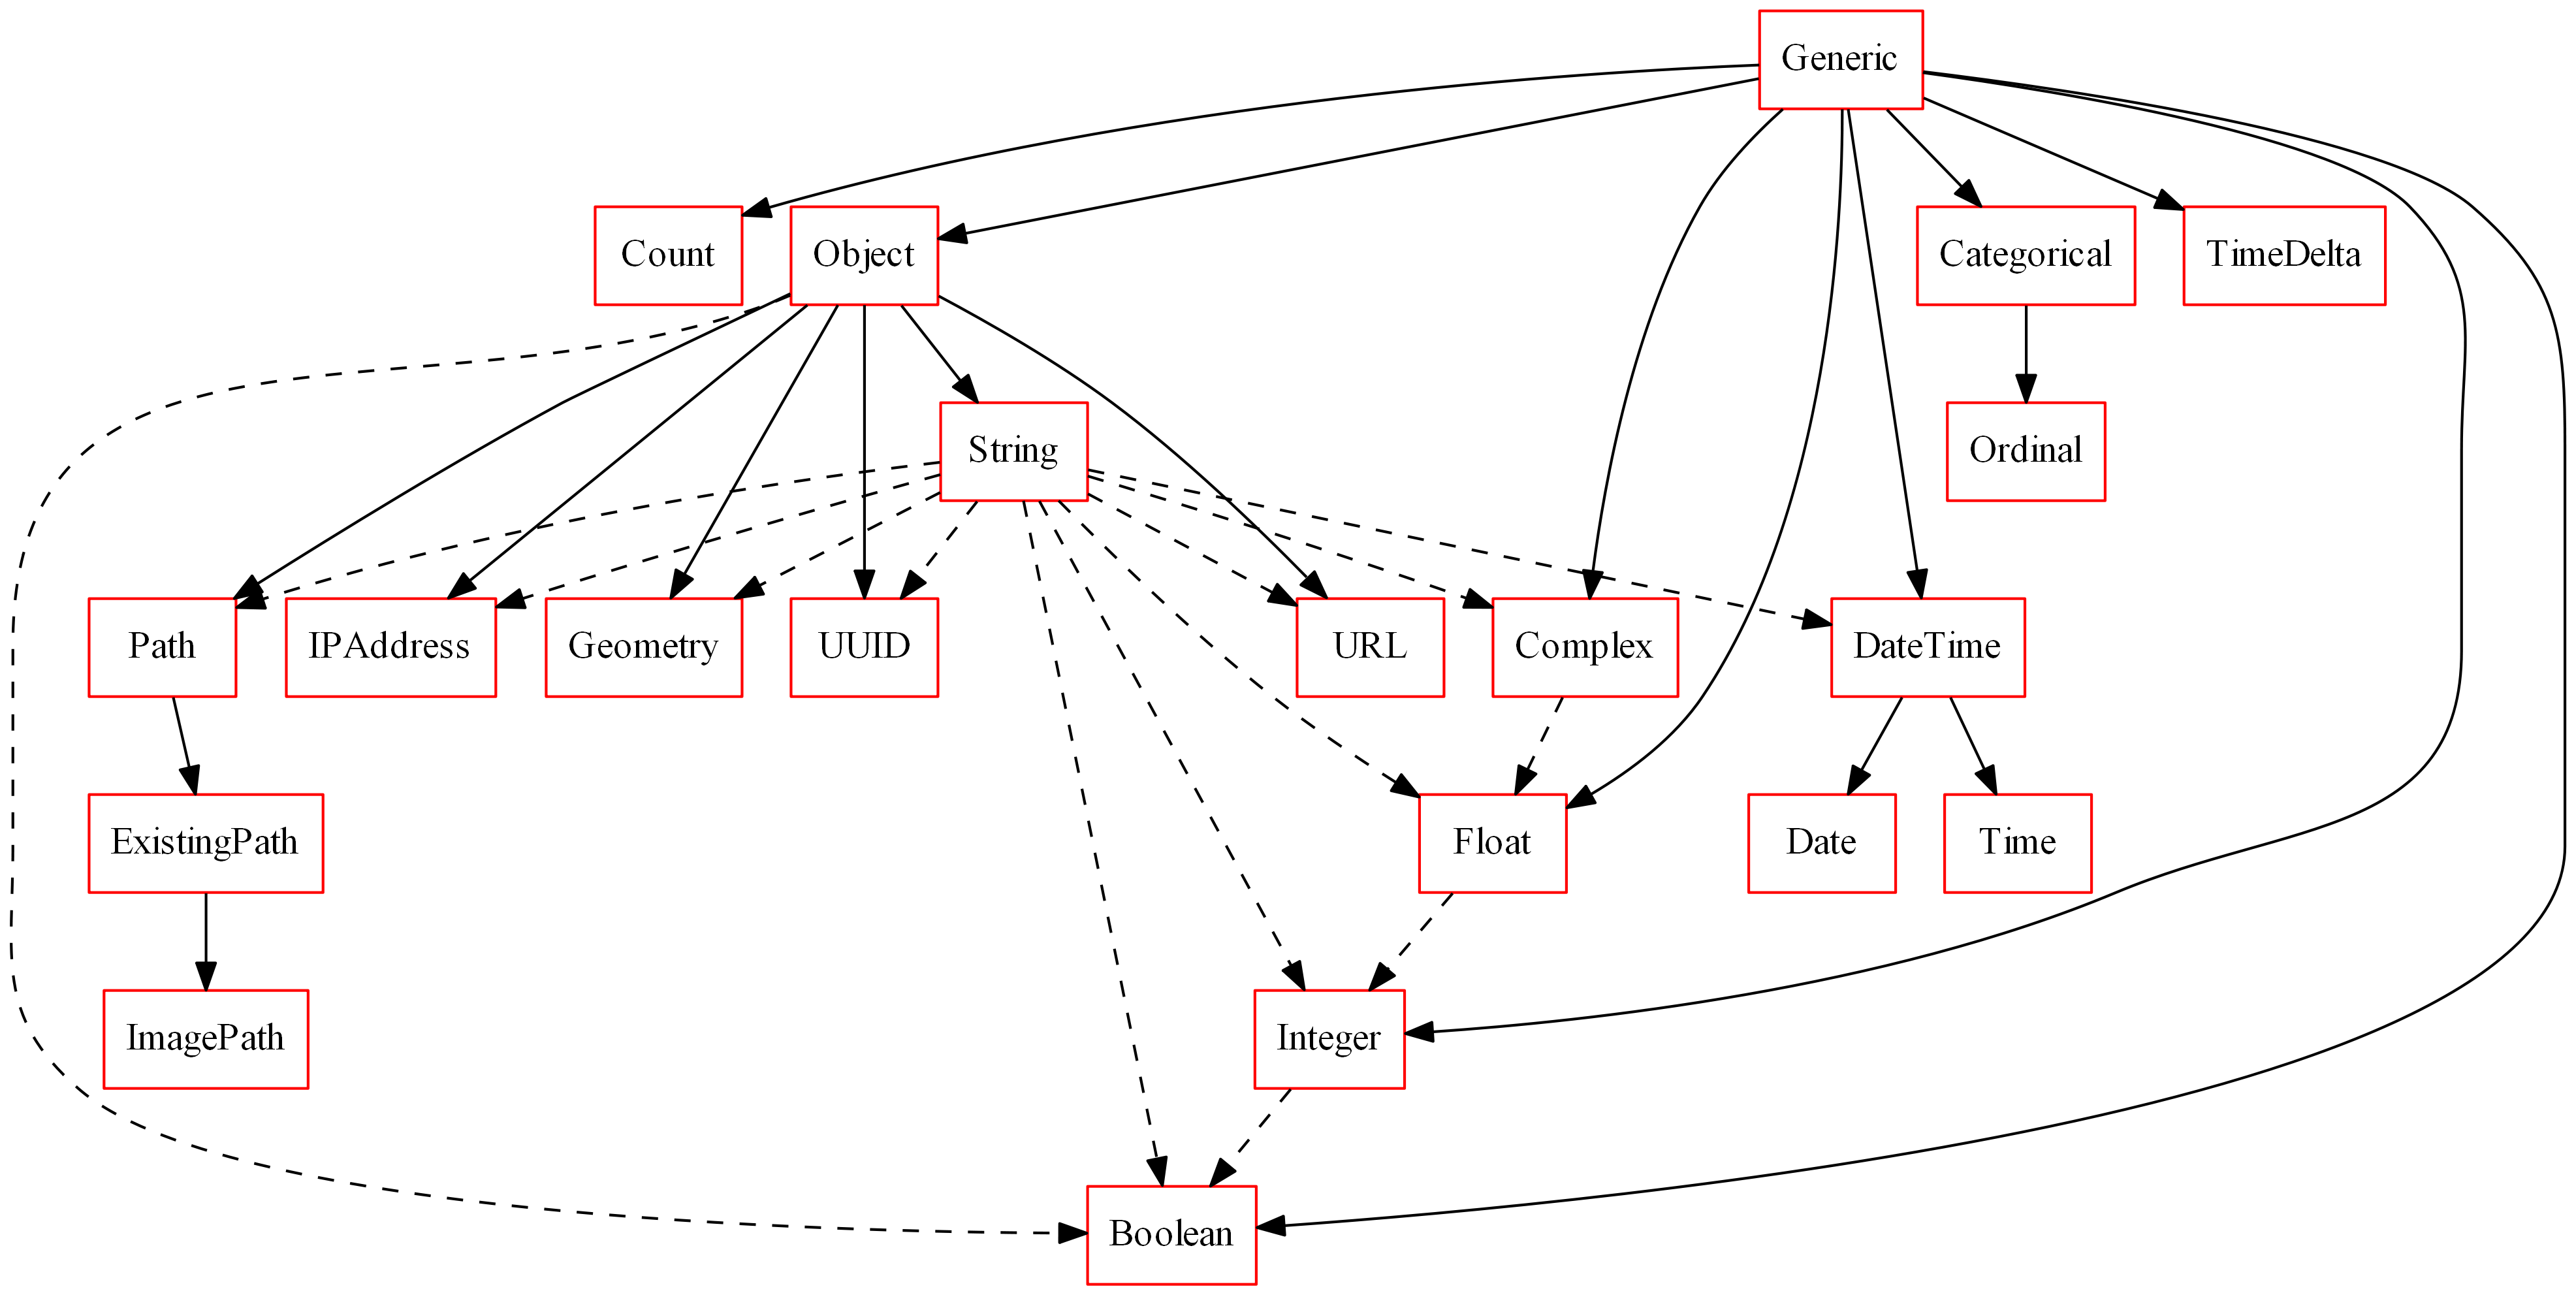 Generic
Count
Object
Categorical
TimeDelta
String
Ordinal
Path
IPAddress
Geometry
UUID
URL
Complex
DateTime
ExistingPath
Float
Date
Time
ImagePath
Integer
Boolean